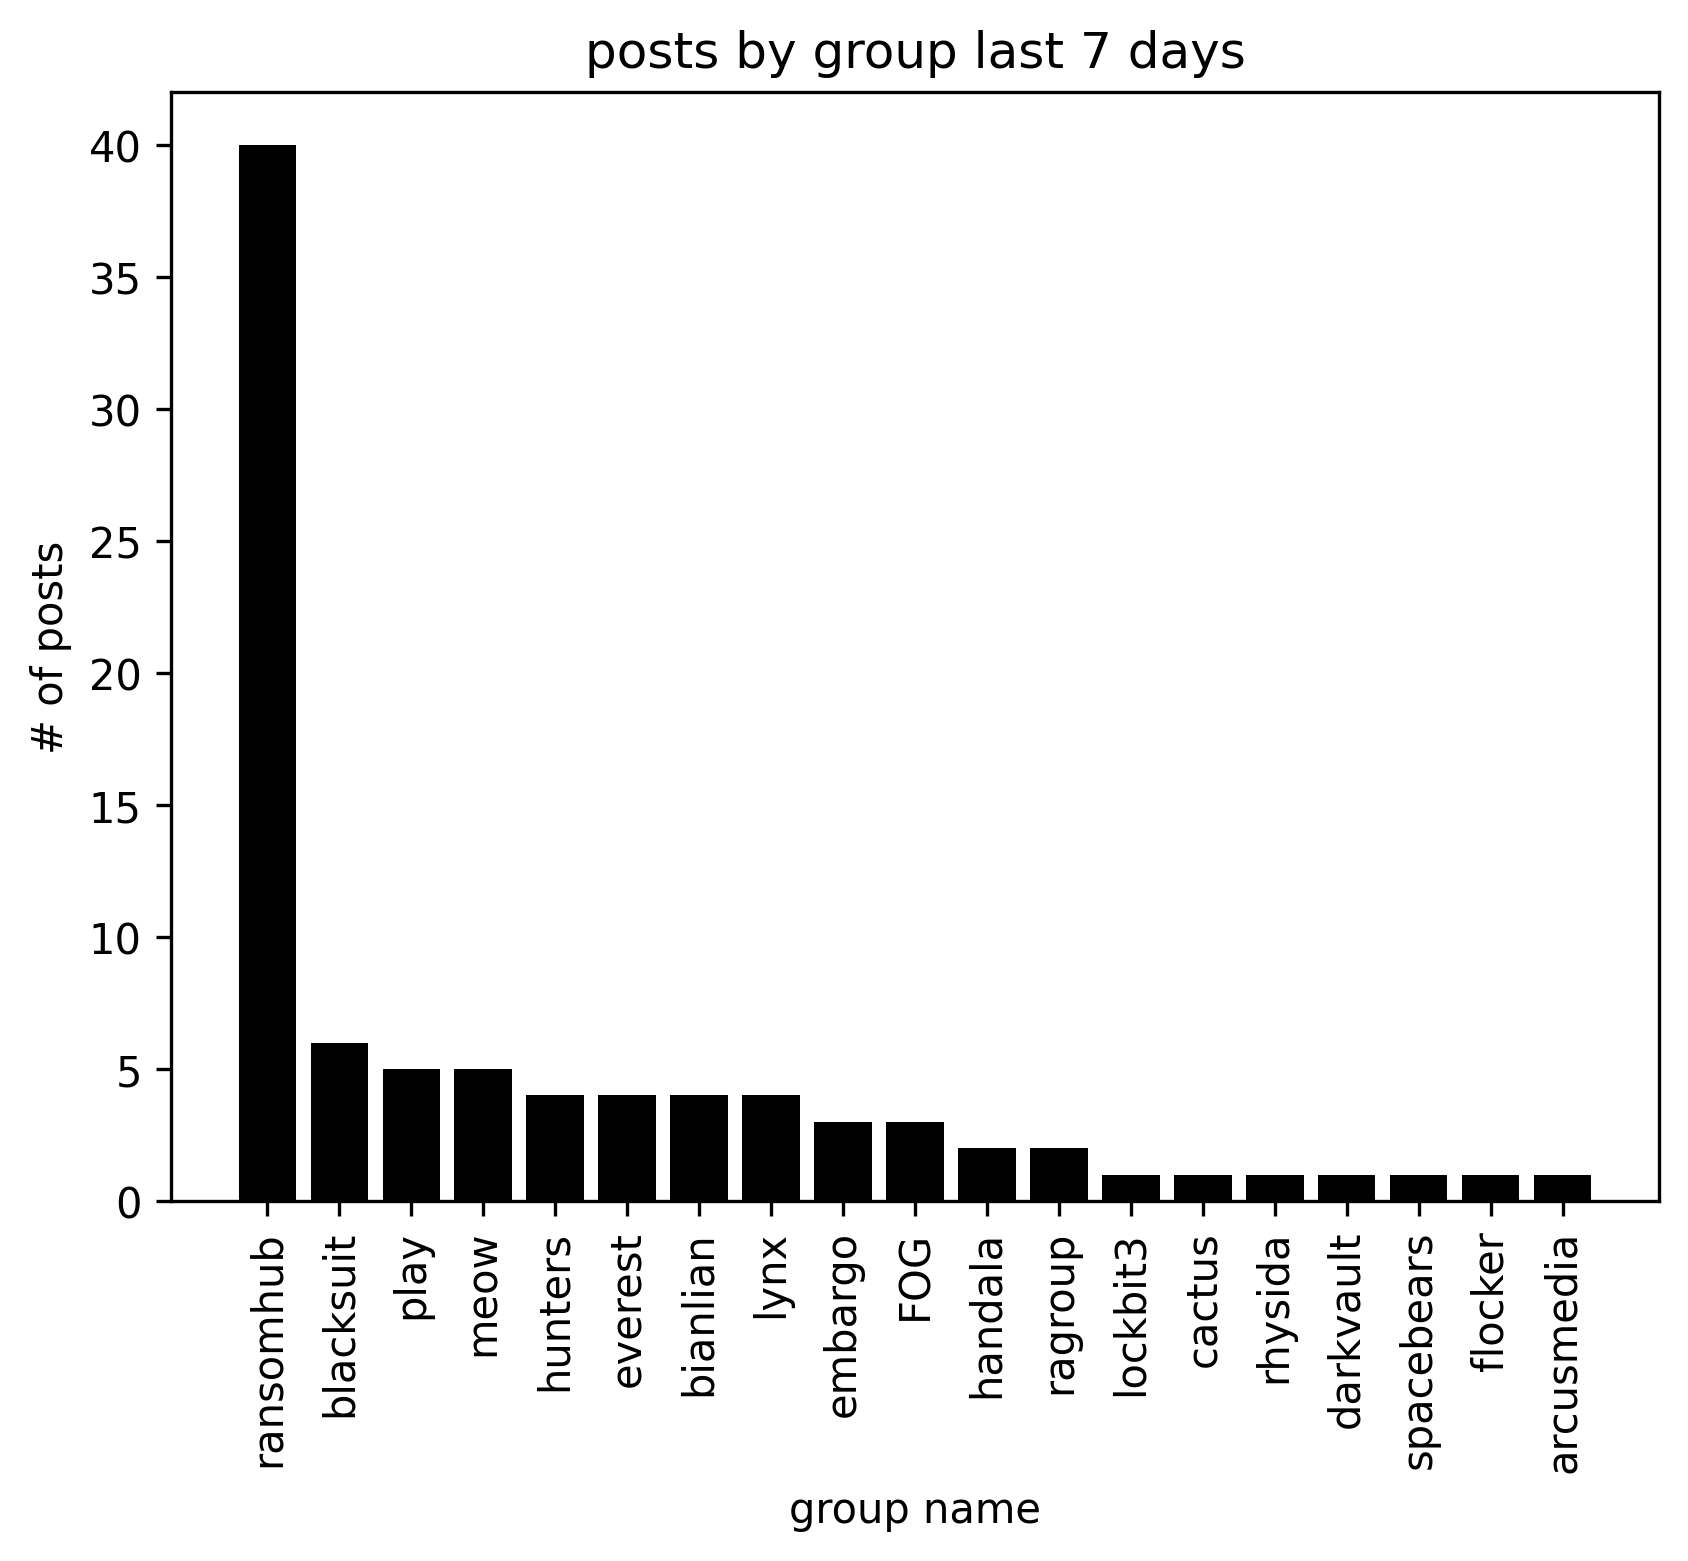 posts by group last 7 days
# of posts
40
35
30
25
20
15
10
5
0
ransomhub
blacksuit
play
meow
hunters
everest
bianlian
lynx
embargo
FOG
handala
ragroup
lockbit3
cactus
rhysida
darkvault
spacebears
flocker
arcusmedia
group name